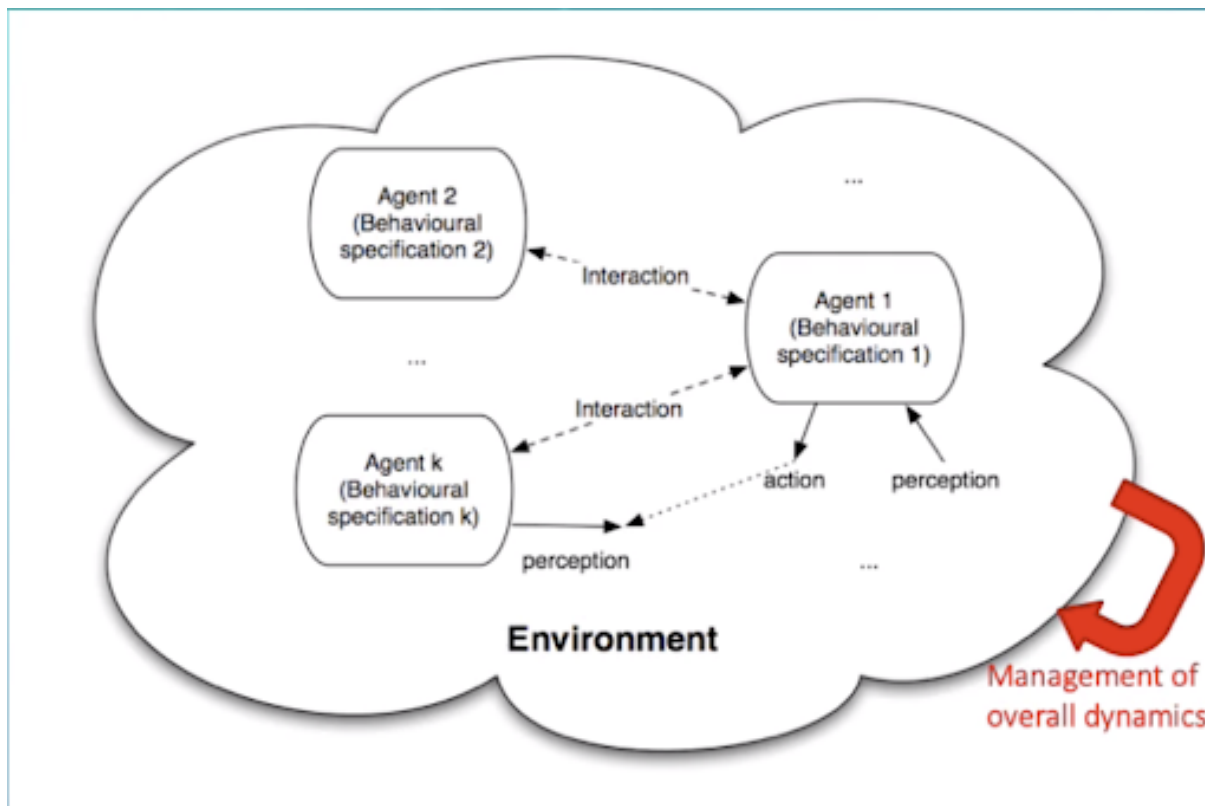 Agent 2
(Behavioural
specification 2)
...
Interaction
Agent 1
(Behavioural
specification 1)
...
Interaction
Agent k
(Behavioural
specification k)
action
perception
perception
...
Environment
Management of
overall dynamics